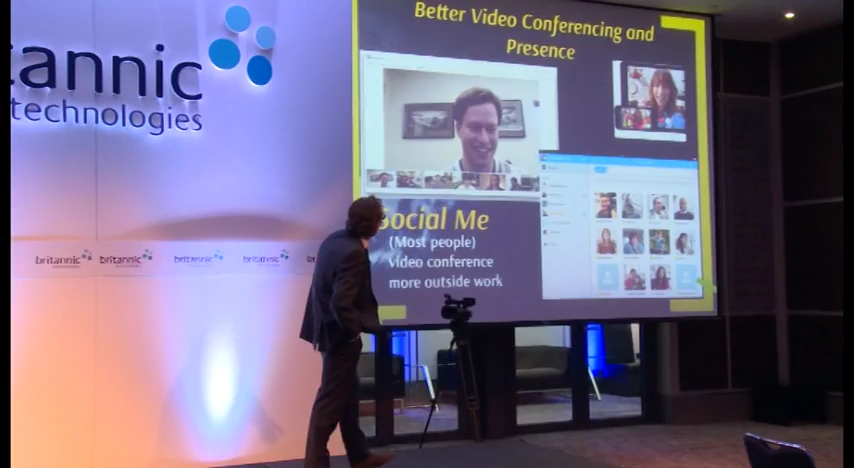 Better Video Conferencing and
Presence
tannic
technologies
Social Me
(Most people)
Video conference
more outside work
britannic
britannic
britannic
britannic